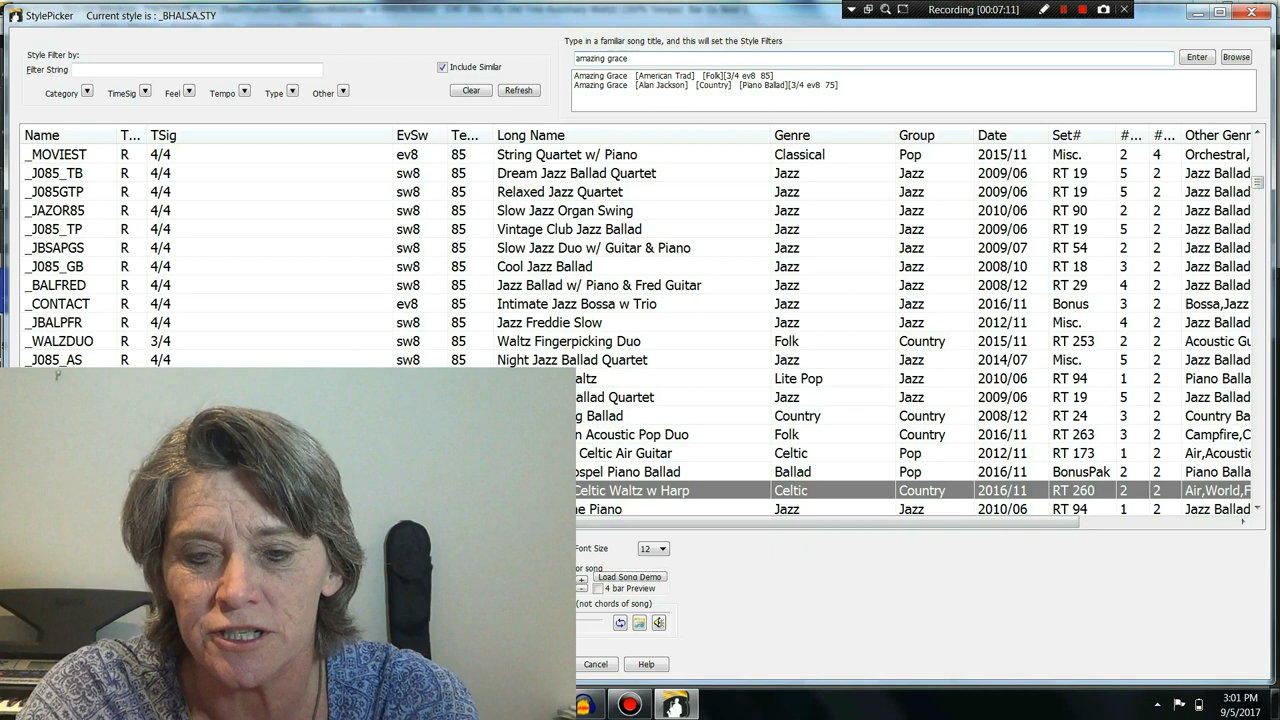 StylePicker Current style is : _BHALSA.STY
Recording (00:07:11)
Style Filter by:
Filter String
Include Similar
Category TimeSig Feel Tempo Type Other
Clear Refresh
Type in a familiar song title, and this will set the Style Filters
amazing grace
Enter Browse
Amazing Grace [American Trad] [Folk][3/4 ev8 85]
Amazing Grace [Alan Jackson] [Country] [Piano Ballad][3/4 ev8 75]
Name T... TSig EvSw Te... Long Name Genre Group Date Set# #... #... Other Genr
_MOVIEST R 4/4 ev8 85 String Quartet w/ Piano Classical Pop 2015/11 Misc. 2 4 Orchestral,
_J085_TB R 4/4 sw8 85 Dream Jazz Ballad Quartet Jazz Jazz 2009/06 RT 19 5 2 Jazz Ballad
_J085GTP R 4/4 sw8 85 Relaxed Jazz Quartet Jazz Jazz 2009/06 RT 19 5 2 Jazz Ballad
_JAZOR85 R 4/4 sw8 85 Slow Jazz Organ Swing Jazz Jazz 2010/06 RT 90 2 2 Jazz Ballad
_J085_TP R 4/4 sw8 85 Vintage Club Jazz Ballad Jazz Jazz 2009/06 RT 19 5 2 Jazz Ballad
_JBSAPGS R 4/4 sw8 85 Slow Jazz Duo w/ Guitar & Piano Jazz Jazz 2009/07 RT 54 2 2 Jazz Ballad
_J085_GB R 4/4 sw8 85 Cool Jazz Ballad Jazz Jazz 2008/10 RT 18 3 2 Jazz Ballad
_BALFRED R 4/4 sw8 85 Jazz Ballad w/ Piano & Fred Guitar Jazz Jazz 2008/12 RT 29 4 2 Jazz Ballad
_CONTACT R 4/4 ev8 85 Intimate Jazz Bossa w Trio Jazz Jazz 2016/11 Bonus 3 2 Bossa,Jazz
_JBALPFR R 4/4 sw8 85 Jazz Freddie Slow Jazz Jazz 2012/11 Misc. 4 2 Jazz Ballad
_WALZDUO R 3/4 sw8 85 Waltz Fingerpicking Duo Folk Country 2015/11 RT 253 2 2 Acoustic Gu
_J085_AS R 4/4 sw8 85 Night Jazz Ballad Quartet Jazz Jazz 2014/07 Misc. 5 2 Jazz Ballad
altz Lite Pop Jazz 2010/06 RT 94 1 2 Piano Balla
allad Quartet Jazz Jazz 2009/06 RT 19 5 2 Jazz Ballad
g Ballad Country Country 2008/12 RT 24 3 2 Country Ba
n Acoustic Pop Duo Folk Country 2016/11 RT 263 3 2 Campfire,C
Celtic Air Guitar Celtic Pop 2012/11 RT 173 1 2 Air,Acoustic
ospel Piano Ballad Ballad Pop 2016/11 BonusPak 2 2 Piano Ballad
Celtic Waltz w Harp Celtic Country 2016/11 RT 260 2 2 Air,World,F
ne Piano Jazz Jazz 2010/06 RT 94 1 2 Jazz Ballad
Font Size 12
or song
+ Load Song Demo
- 4 bar Preview
(not chords of song)
Cancel Help
3:01 PM
9/5/2017